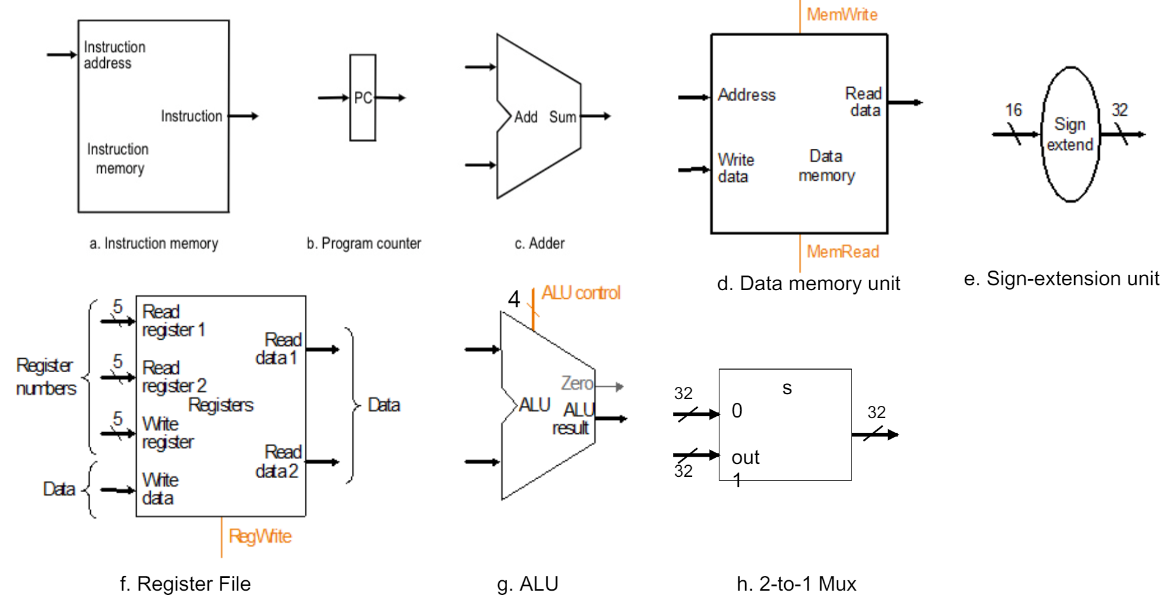 Instruction
address
Instruction
Instruction
memory
a. Instruction memory
PC
b. Program counter
Add Sum
c. Adder
MemWrite
Address
Read
data
Write
data
Data
memory
MemRead
d. Data memory unit
16
32
Sign
extend
e. Sign-extension unit
Register
numbers
Data
5
5
5
Read
register 1
Read
register 2
Registers
Write
register
Write
data
Read
data 1
Read
data 2
Data
RegWrite
f. Register File
4
ALU control
Zero
ALU
ALU
result
g. ALU
32
32
s
0
out
1
32
h. 2-to-1 Mux